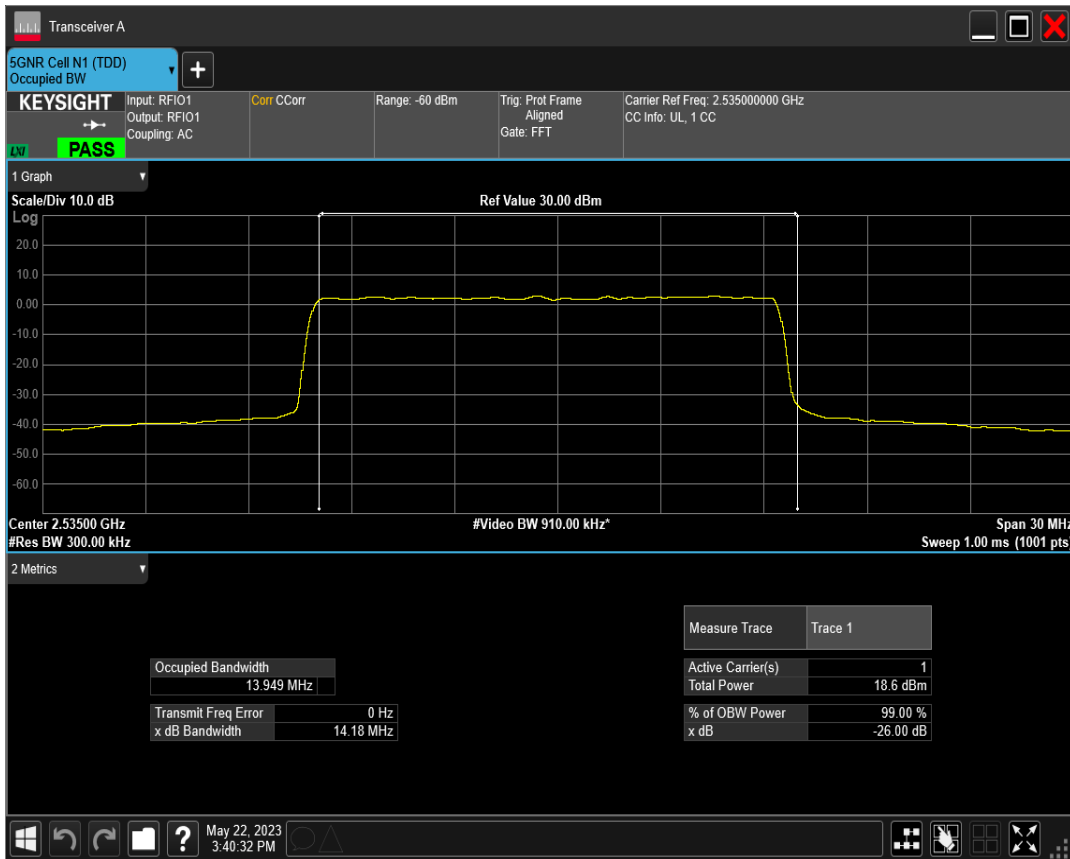 Transceiver A
5GNR Cell N1 (TDD)
Occupied BW
+
KEYSIGHT
LXI
PASS
Input: RFIO1
Output: RFIO1
Coupling: AC
Corr CCorr
Range: -60 dBm
Trig: Prot Frame
Aligned
Gate: FFT
Carrier Ref Freq: 2.535000000 GHz
CC Info: UL, 1 CC
1 Graph
Scale/Div 10.0 dB
Ref Value 30.00 dBm
Log
20.0
10.0
0.00
-10.0
-20.0
-30.0
-40.0
-50.0
-60.0
Center 2.53500 GHz
#Video BW 910.00 kHz*
Span 30 MHz
#Res BW 300.00 kHz
Sweep 1.00 ms (1001 pts)
2 Metrics
Measure Trace Trace 1
Occupied Bandwidth
13.949 MHz
Active Carrier(s) 1
Total Power 18.6 dBm
Transmit Freq Error 0 Hz
x dB Bandwidth 14.18 MHz
% of OBW Power 99.00 %
x dB -26.00 dB
?
May 22, 2023
3:40:32 PM